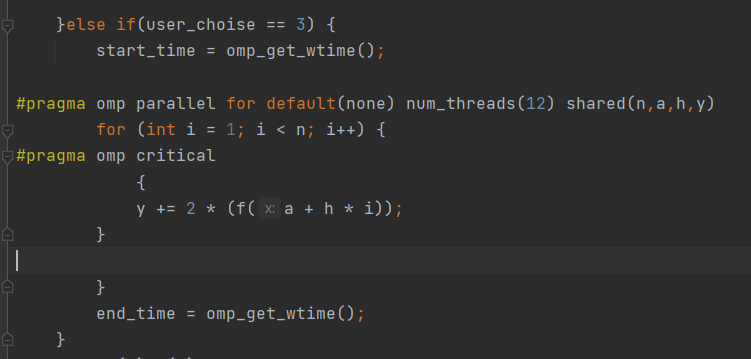 }else if(user_choise == 3) {
start_time = omp_get_wtime();
#pragma omp parallel for default(none) num_threads(12) shared(n,a,h,y)
for (int i = 1; i < n; i++) {
#pragma omp critical
{
y += 2 * (f( x: a + h * i));
}
}
end_time = omp_get_wtime();
}